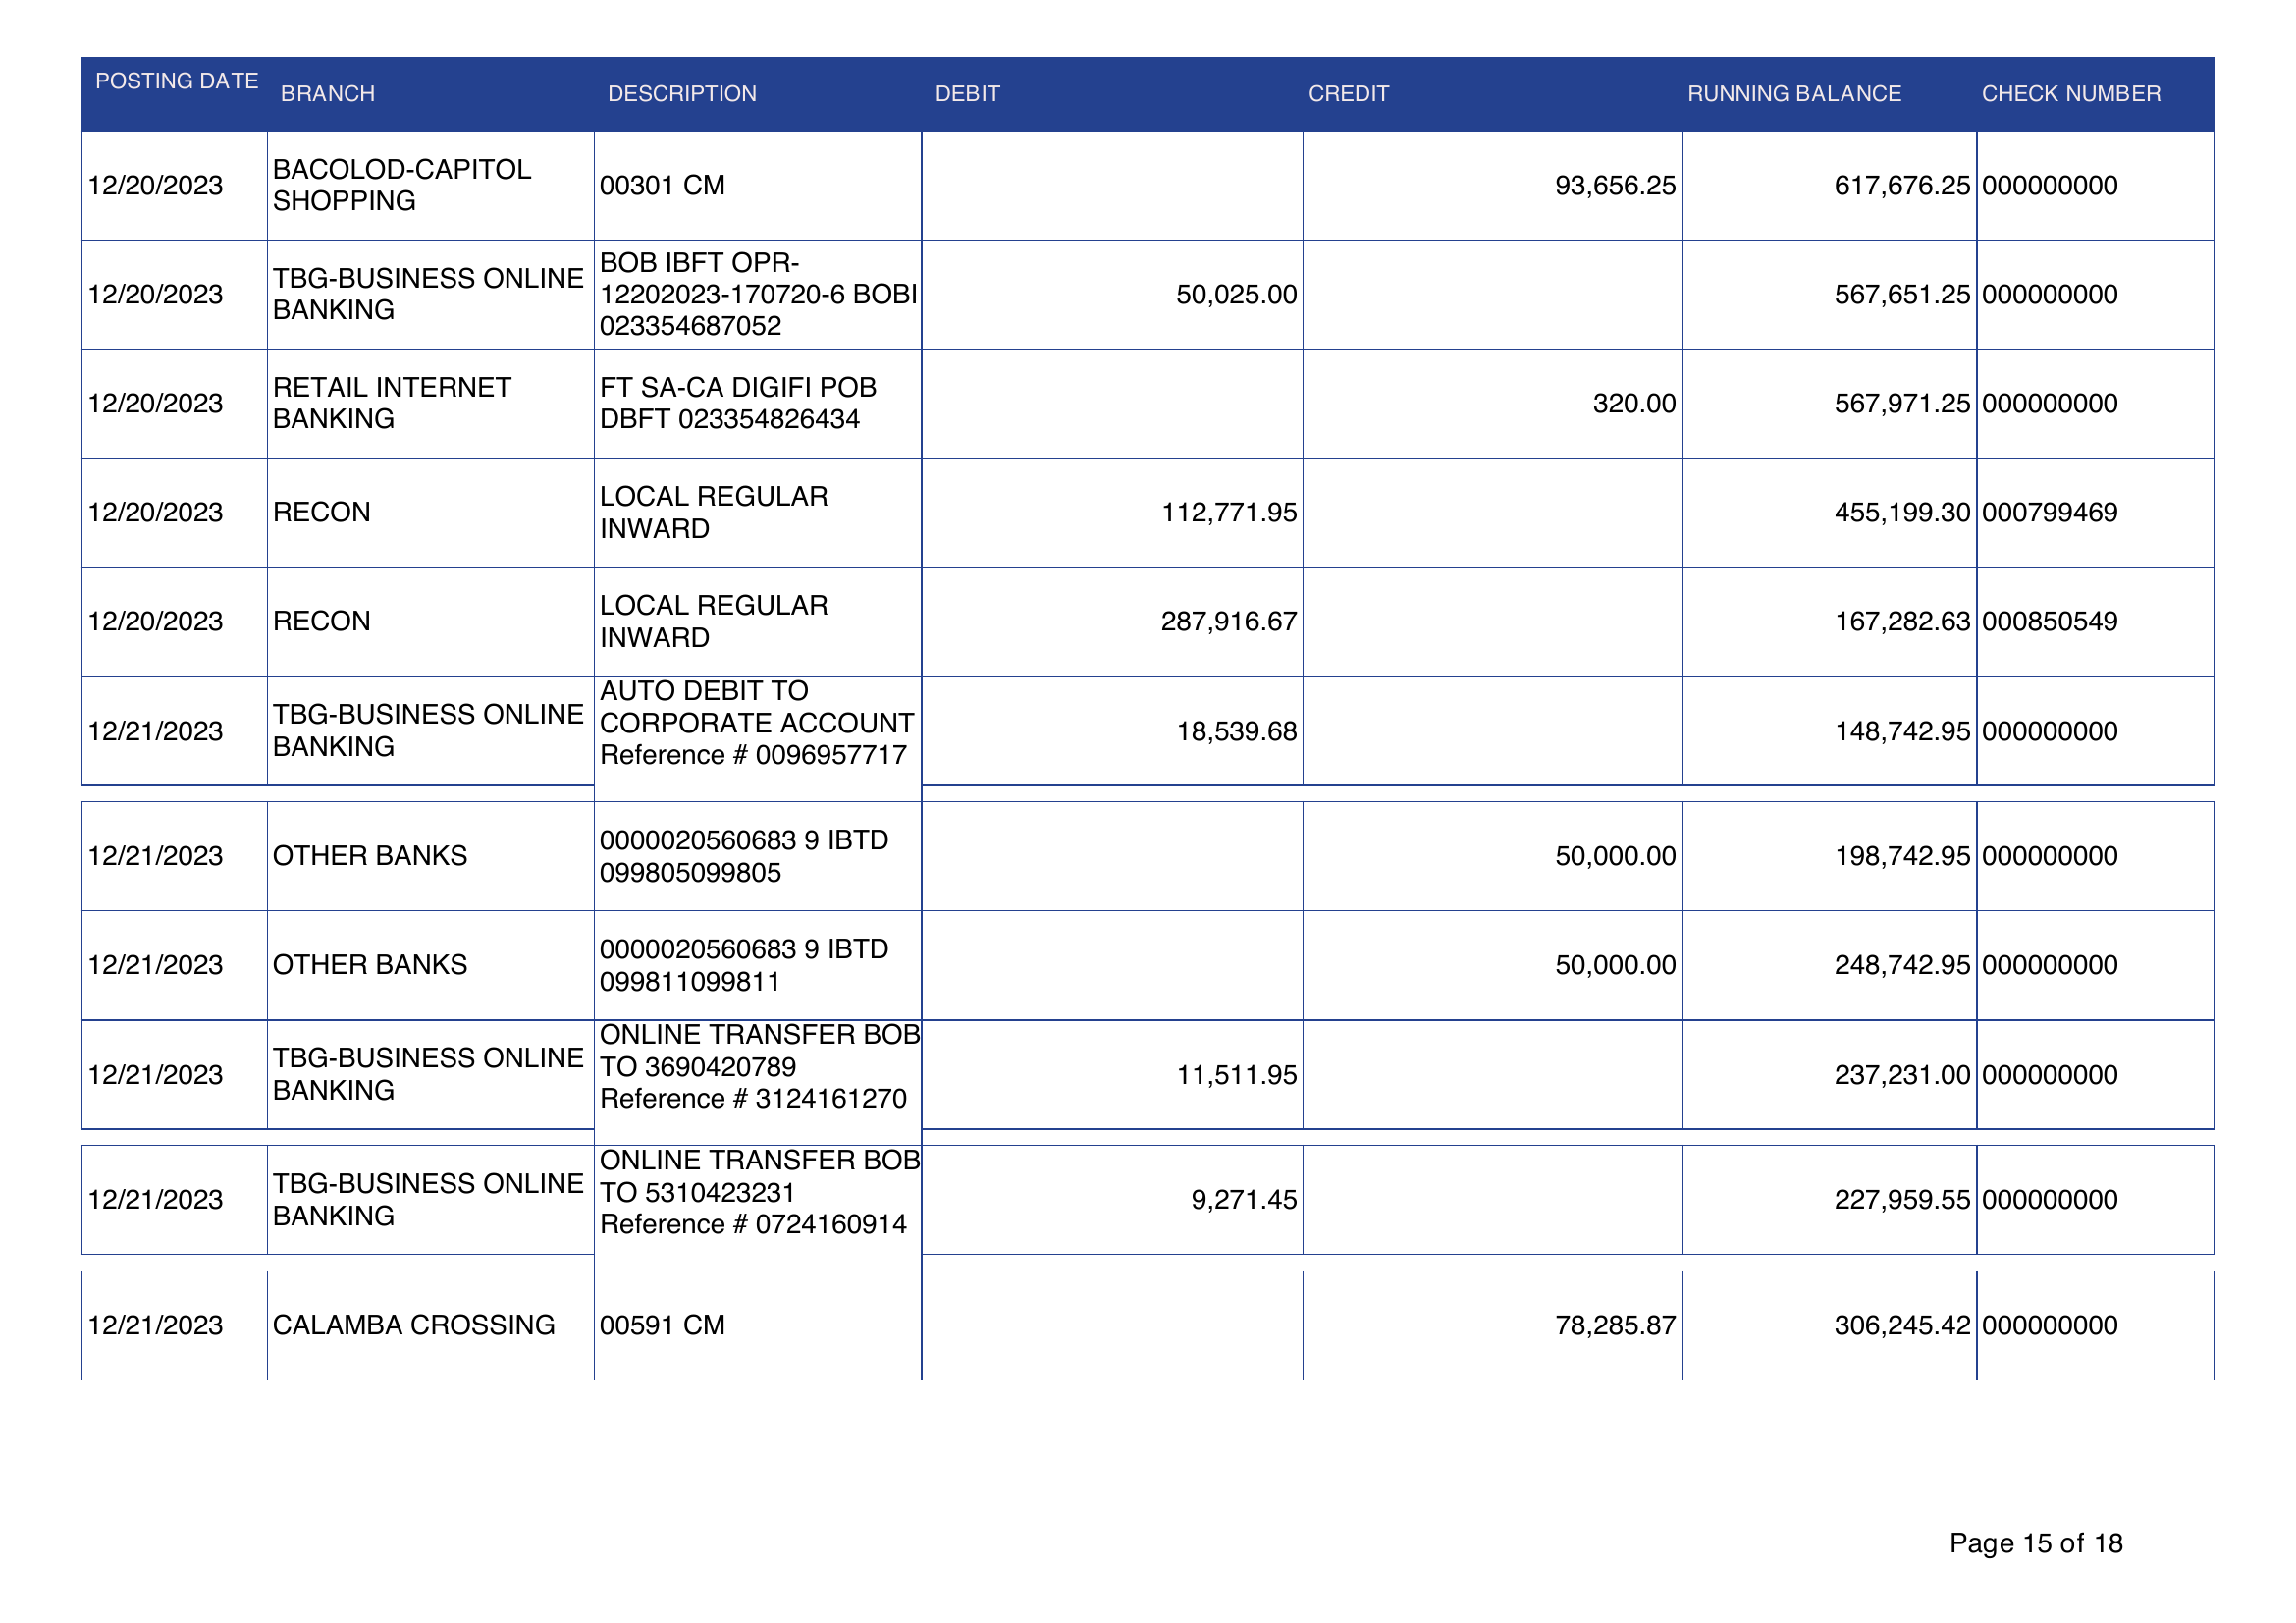 POSTING DATE BRANCH DESCRIPTION DEBIT CREDIT RUNNING BALANCE CHECK NUMBER
12/20/2023 BACOLOD-CAPITOL SHOPPING 00301 CM 93,656.25 617,676.25 000000000
12/20/2023 TBG-BUSINESS ONLINE BANKING BOB IBFT OPR-12202023-170720-6 BOBI 023354687052 50,025.00 567,651.25 000000000
12/20/2023 RETAIL INTERNET BANKING FT SA-CA DIGIFI POB DBFT 023354826434 320.00 567,971.25 000000000
12/20/2023 RECON LOCAL REGULAR INWARD 112,771.95 455,199.30 000799469
12/20/2023 RECON LOCAL REGULAR INWARD 287,916.67 167,282.63 000850549
12/21/2023 TBG-BUSINESS ONLINE BANKING AUTO DEBIT TO CORPORATE ACCOUNT Reference # 0096957717 18,539.68 148,742.95 000000000
12/21/2023 OTHER BANKS 0000020560683 9 IBTD 099805099805 50,000.00 198,742.95 000000000
12/21/2023 OTHER BANKS 0000020560683 9 IBTD 099811099811 50,000.00 248,742.95 000000000
12/21/2023 TBG-BUSINESS ONLINE BANKING ONLINE TRANSFER BOB TO 3690420789 Reference # 3124161270 11,511.95 237,231.00 000000000
12/21/2023 TBG-BUSINESS ONLINE BANKING ONLINE TRANSFER BOB TO 5310423231 Reference # 0724160914 9,271.45 227,959.55 000000000
12/21/2023 CALAMBA CROSSING 00591 CM 78,285.87 306,245.42 000000000
Page 15 of 18